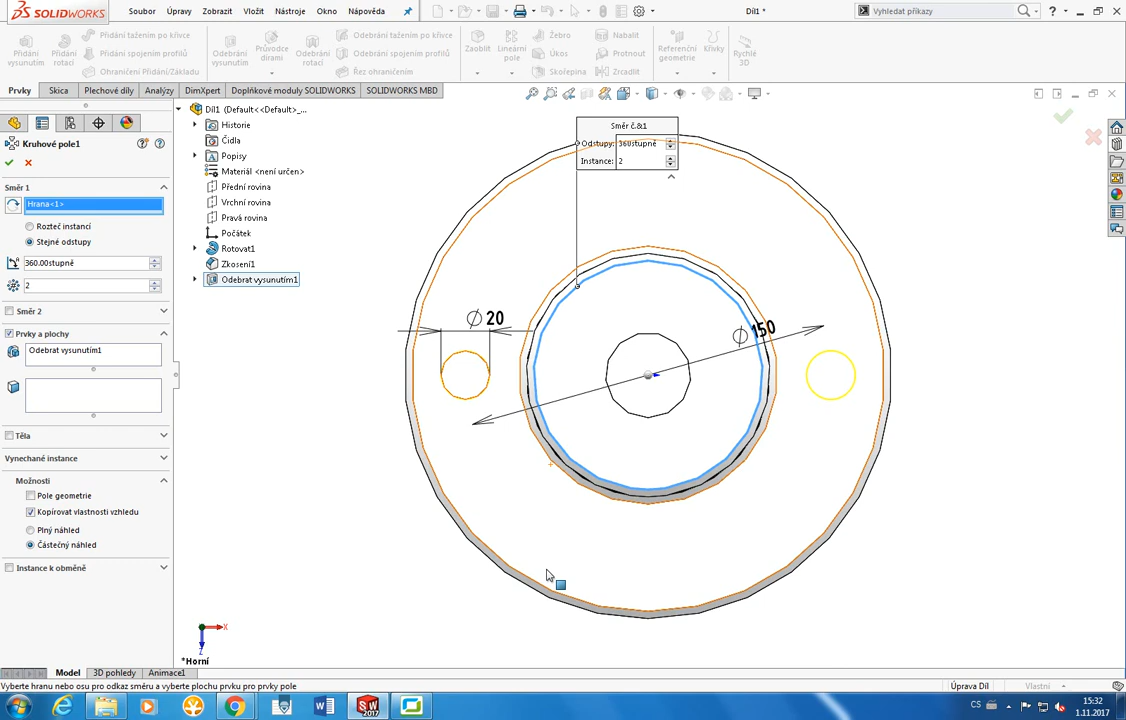 SOLIDWORKS
Soubor Úpravy Zobrazit Vložit Nástroje Okno Nápověda
Díl1 *
Vyhledat příkazy
Přidání vysunutím
Přidání rotací
Přidání tažením po křivce
Přidání spojením profilů
Ohraničení Přidání/Základu
Odebrání vysunutím
Průvodce dírami
Odebrání rotací
Odebrání tažením po křivce
Odebrání spojením profilů
Řez ohraničením
Zaoblit
Lineární pole
Žebro
Úkos
Skořepina
Nabalit
Protnout
Zrcadlit
Referenční geometrie
Křivky
Rychlé 3D
Prvky Skica Plechové díly Analýzy DimXpert Doplňkové moduly SOLIDWORKS SOLIDWORKS MBD
Kruhové pole1
Směr 1
Hrana<1>
Rozteč instancí
Stejné odstupy
360.00stupně
2
Směr 2
Prvky a plochy
Odebrat vysunutím1
Těla
Vynechané instance
Možnosti
Pole geometrie
Kopírovat vlastnosti vzhledu
Plný náhled
Částečný náhled
Instance k obměně
Díl1 (Default<<Default>_...
Historie
Čidla
Popisy
Materiál <není určen>
Přední rovina
Vrchní rovina
Pravá rovina
Počátek
Rotovat1
Zkosení1
Odebrat vysunutím1
Směr č.&1
Odstupy: 360stupně
Instance: 2
∅ 20
∅ 150
X
Z
*Horní
Model 3D pohledy Animace1
Vyberte hranu nebo osu pro odkaz směru a vyberte plochu prvku pro prvky pole
Úprava Díl
Vlastní
CS
15:32
1.11.2017
SW
2017